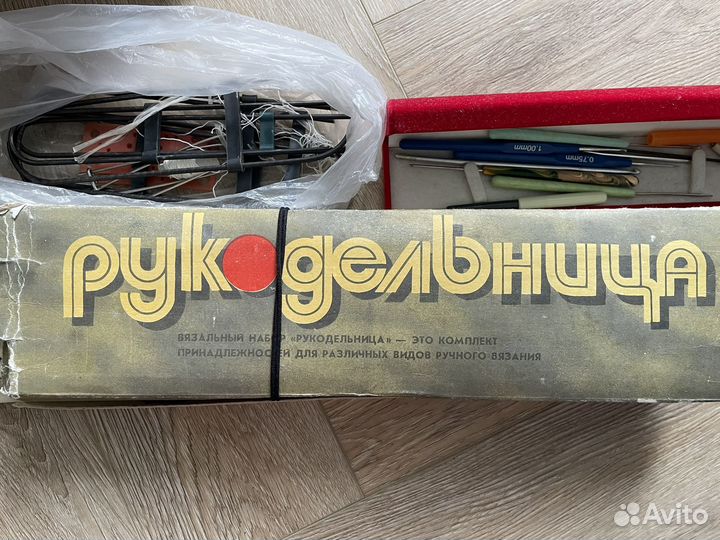 1.00mm
0.75mm
рукодельница
ВЯЗАЛЬНЫЙ НАБОР «РУКОДЕЛЬНИЦА» — ЭТО КОМПЛЕКТ
ПРИНАДЛЕЖНОСТЕЙ ДЛЯ РАЗЛИЧНЫХ ВИДОВ РУЧНОГО ВЯЗАНИЯ
Avito